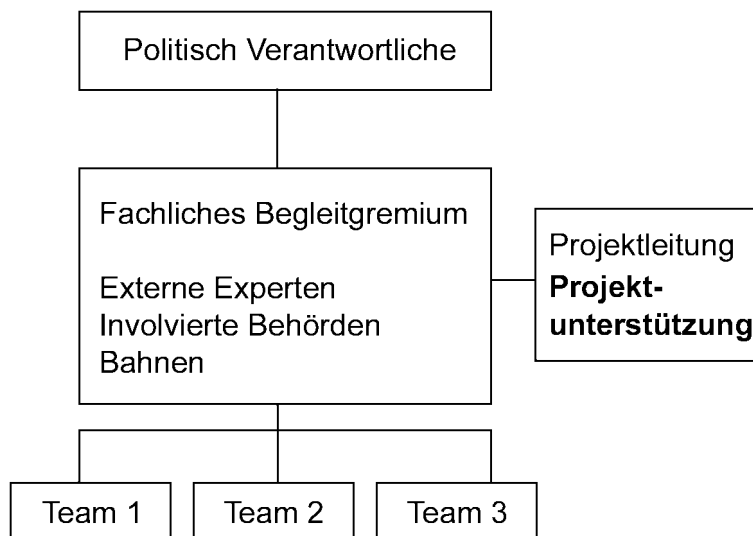 Politisch Verantwortliche
Fachliches Begleitgremium
Externe Experten
Involvierte Behörden
Bahnen
Projektleitung
Projekt-
unterstützung
Team 1
Team 2
Team 3